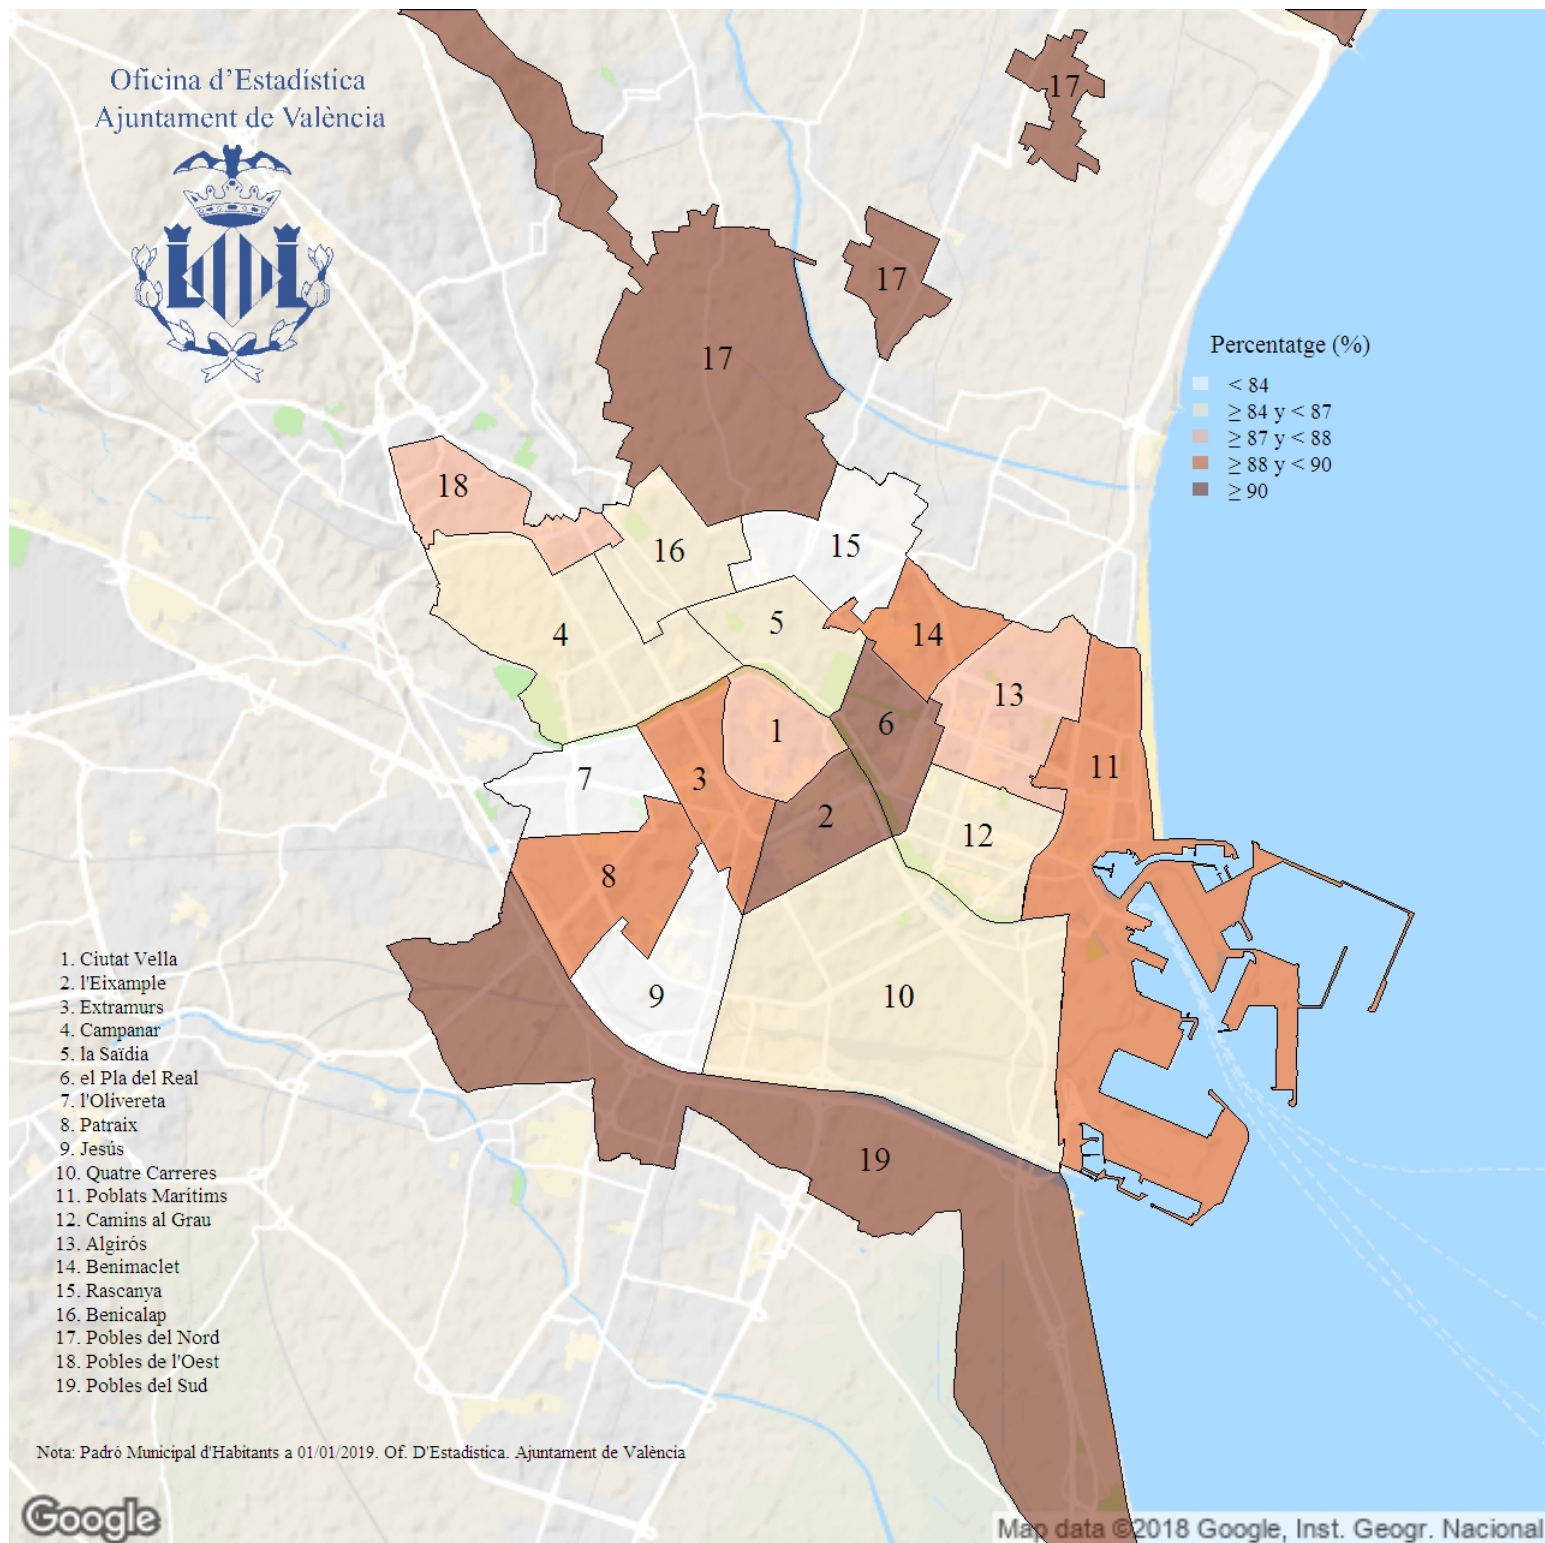 Oficina d'Estadística
Ajuntament de València
17
17
17
Percentatge (%)
< 84
≥ 84 y < 87
≥ 87 y < 88
≥ 88 y < 90
≥ 90
18
16
15
5
4
14
13
1
6
7
3
11
2
12
8
9
10
19
1. Ciutat Vella
2. l'Eixample
3. Extramurs
4. Campanar
5. la Saïdia
6. el Pla del Real
7. l'Olivereta
8. Patraix
9. Jesús
10. Quatre Carreres
11. Poblats Marítims
12. Camins al Grau
13. Algirós
14. Benimaclet
15. Rascanya
16. Benicalap
17. Pobles del Nord
18. Pobles de l'Oest
19. Pobles del Sud
Nota: Padró Municipal d'Habitants a 01/01/2019. Of. D'Estadística. Ajuntament de València
Google
Map data ©2018 Google, Inst. Geogr. Nacional